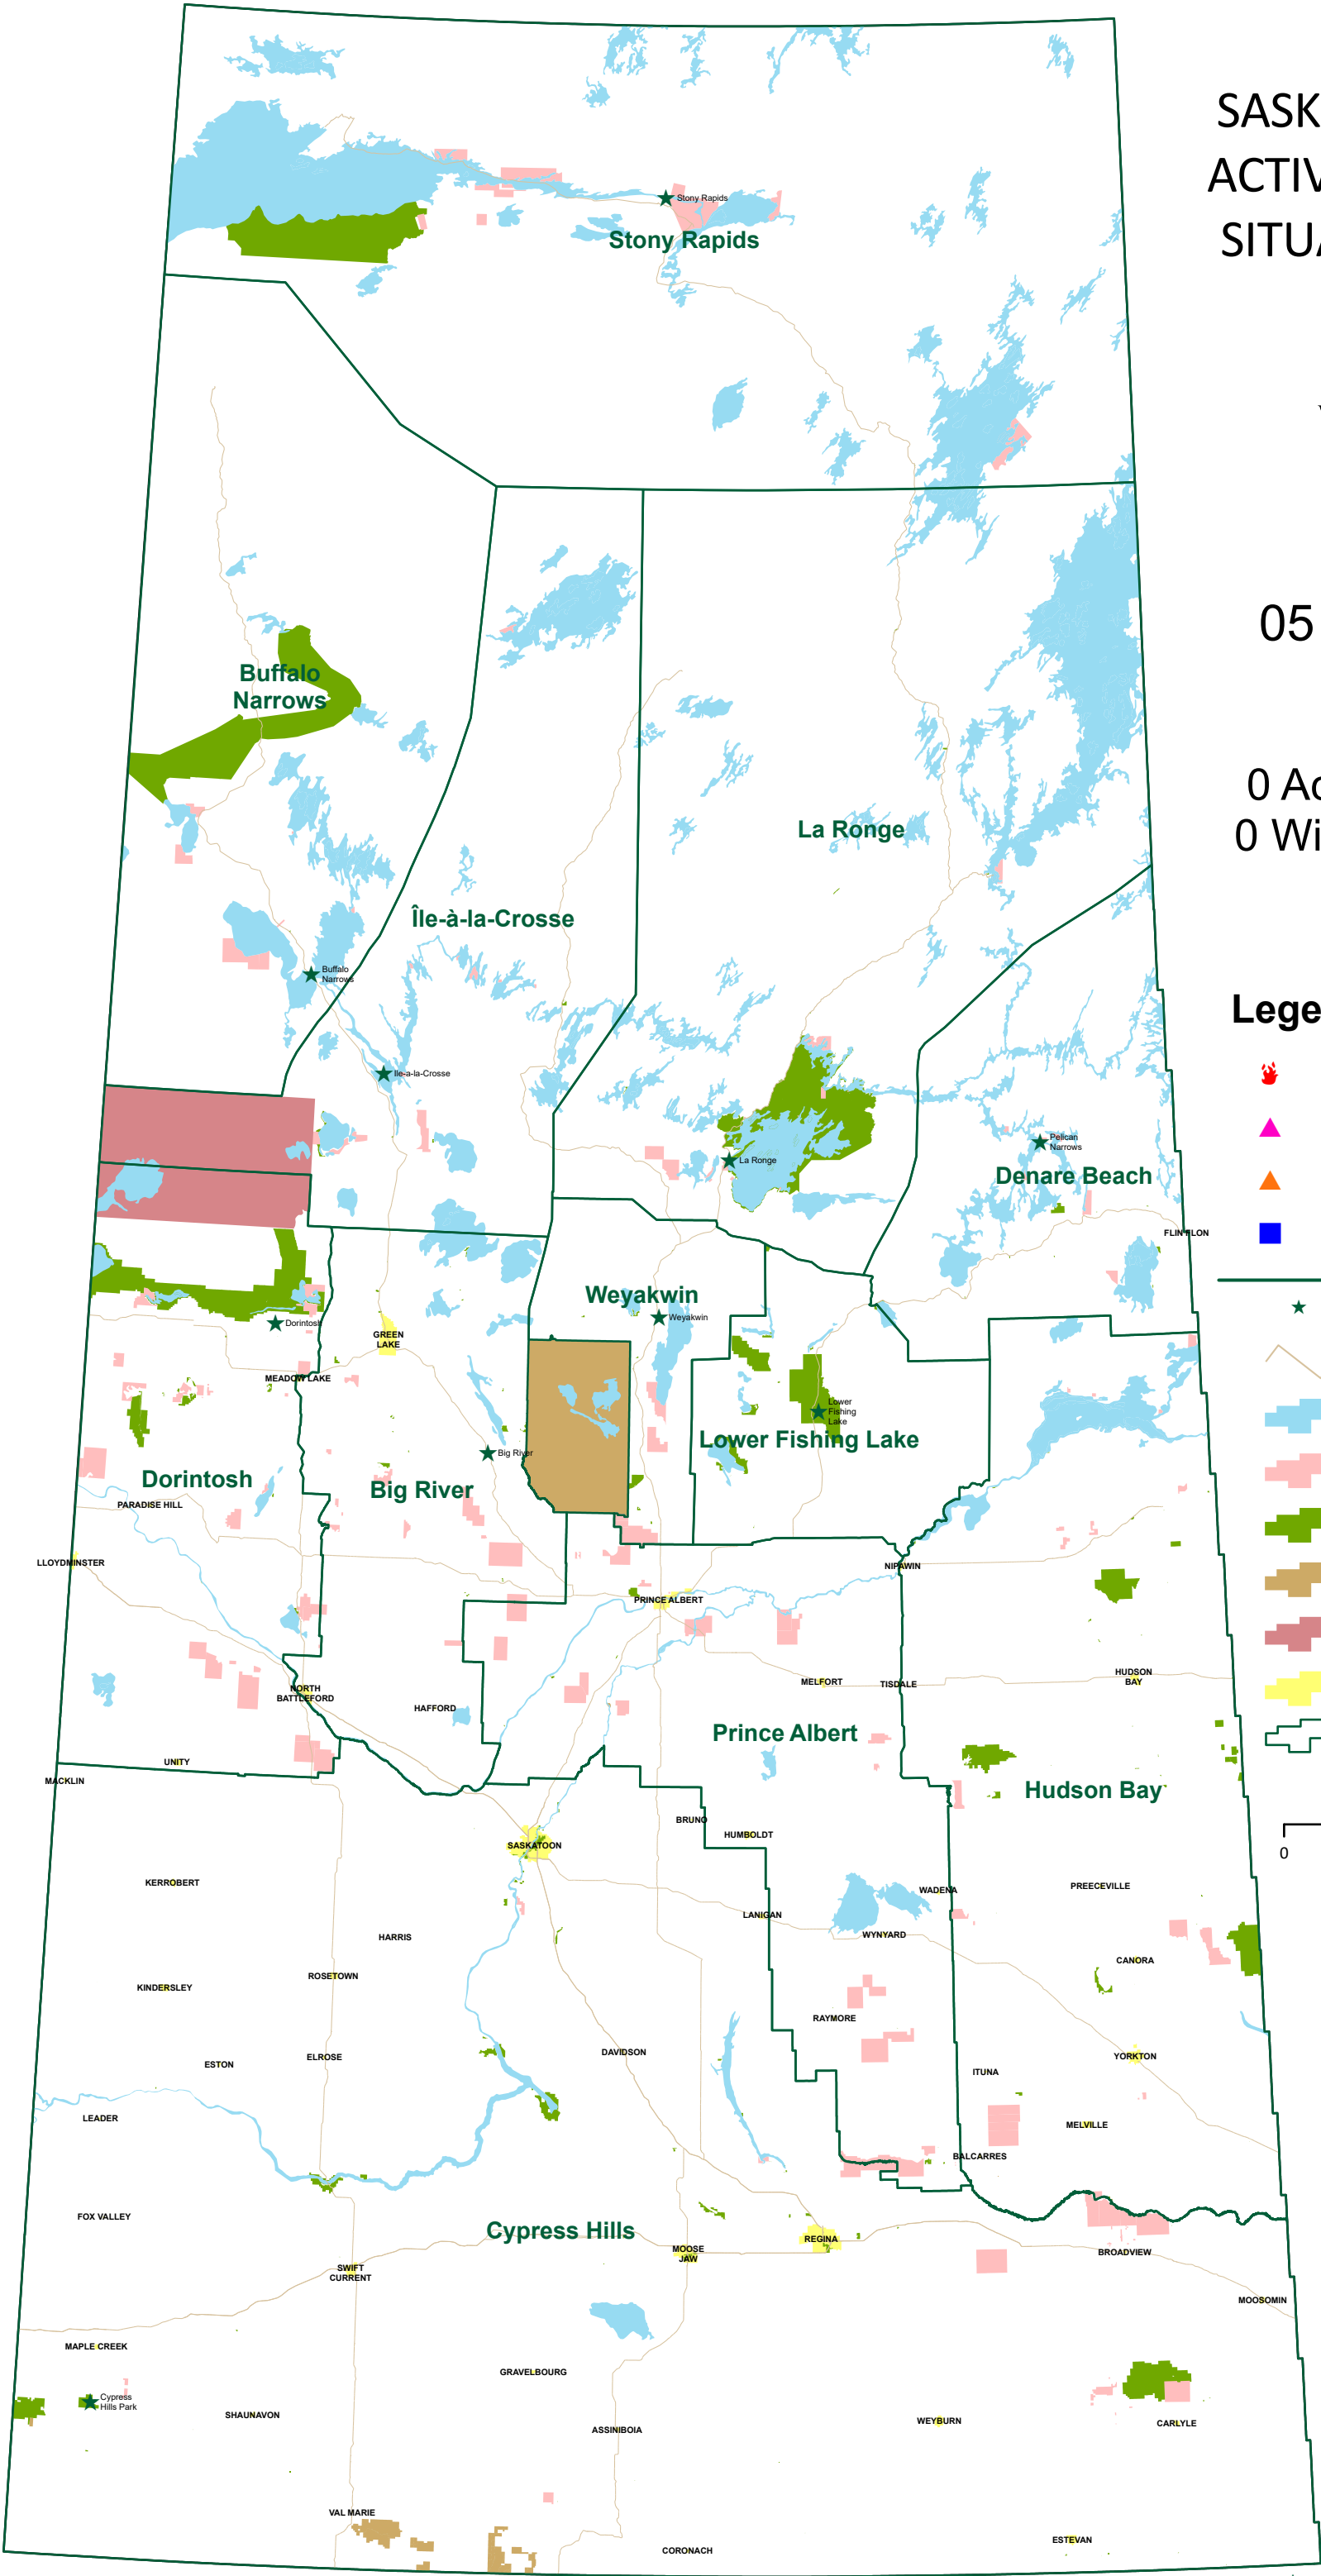 SASK
ACTIV
SITUA
05
0 Ac
0 Wi
Lege
0
Stony Rapids
Stony Rapids
Buffalo
Narrows
La Ronge
Île-à-la-Crosse
Buffalo
Narrows
Ile-a-la-Crosse
Pelican
Narrows
La Ronge
Denare Beach
FLIN FLON
Weyakwin
Weyakwin
Dorintosh
GREEN
LAKE
MEADOW LAKE
Lower
Fishing
Lake
Lower Fishing Lake
Big River
Dorintosh
Big River
PARADISE HILL
LLOYDMINSTER
NIPAWIN
PRINCE ALBERT
HUDSON
BAY
MELFORT
TISDALE
NORTH
BATTLEFORD
HAFFORD
Prince Albert
UNITY
MACKLIN
Hudson Bay
BRUNO
HUMBOLDT
SASKATOON
KERROBERT
PREECEVILLE
WADENA
LANIGAN
WYNYARD
HARRIS
CANORA
ROSETOWN
KINDERSLEY
RAYMORE
DAVIDSON
YORKTON
ELROSE
ESTON
ITUNA
LEADER
MELVILLE
BALCARRES
FOX VALLEY
Cypress Hills
REGINA
MOOSE
JAW
BROADVIEW
SWIFT
CURRENT
MOOSOMIN
MAPLE CREEK
GRAVELBOURG
Cypress
Hills Park
SHAUNAVON
WEYBURN
CARLYLE
ASSINIBOIA
VAL MARIE
ESTEVAN
CORONACH